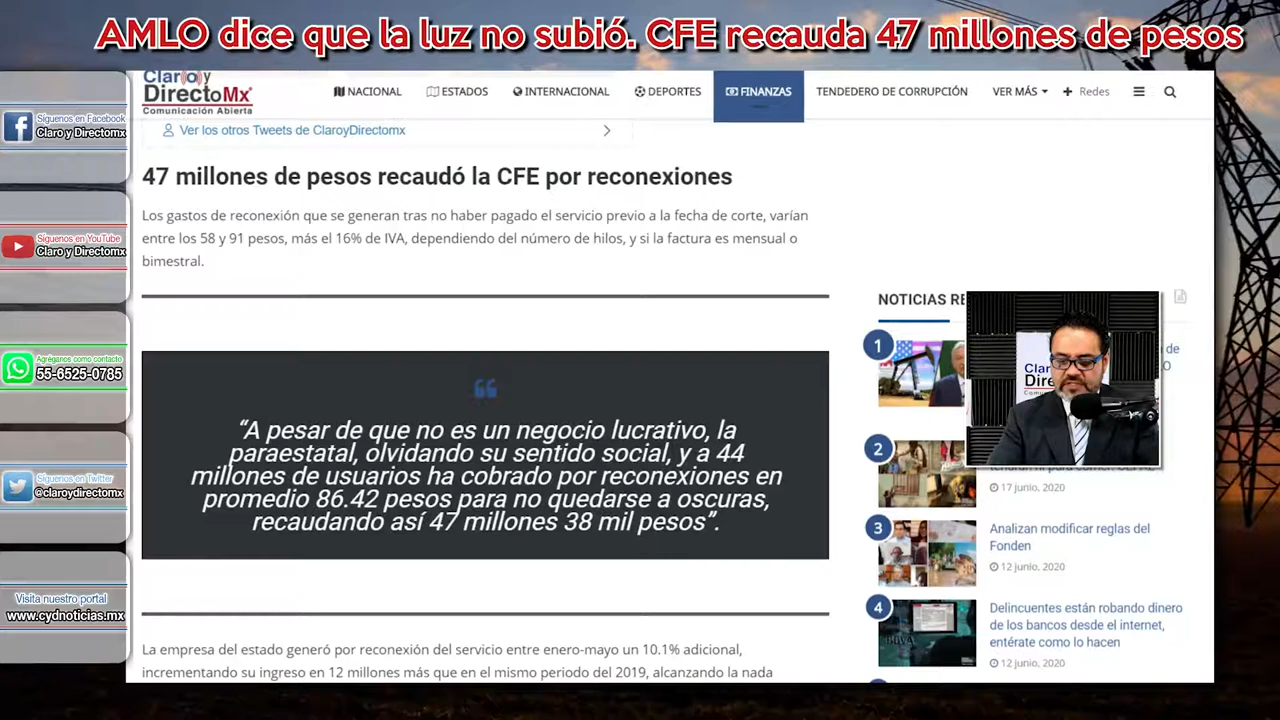 AMLO dice que la luz no subió. CFE recauda 47 millones de pesos
Síguenos en Facebook
Claro y Directomx
Síguenos en YouTube
Claro y Directomx
Agréganos como contacto
55-6525-0785
Síguenos en Twitter
@claroydirectomx
Visita nuestro portal
www.cydnoticias.mx
Claro y
DirectoMx
Comunicación Abierta
NACIONAL
ESTADOS
INTERNACIONAL
DEPORTES
FINANZAS
TENDEDERO DE CORRUPCIÓN
VER MÁS
Redes
Ver los otros Tweets de ClaroyDirectomx
47 millones de pesos recaudó la CFE por reconexiones
Los gastos de reconexión que se generan tras no haber pagado el servicio previo a la fecha de corte, varían
entre los 58 y 91 pesos, más el 16% de IVA, dependiendo del número de hilos, y si la factura es mensual o
bimestral.
“A pesar de que no es un negocio lucrativo, la
paraestatal, olvidando su sentido social, y a 44
millones de usuarios ha cobrado por reconexiones en
promedio 86.42 pesos para no quedarse a oscuras,
recaudando así 47 millones 38 mil pesos”.
La empresa del estado generó por reconexión del servicio entre enero-mayo un 10.1% adicional,
incrementando su ingreso en 12 millones más que en el mismo periodo del 2019, alcanzando la nada
NOTICIAS RE
1
de
O
2
17 junio, 2020
3
Analizan modificar reglas del
Fonden
12 junio, 2020
4
Delincuentes están robando dinero
de los bancos desde el internet,
entérate como lo hacen
12 junio, 2020
BBVA
Claro
Direc